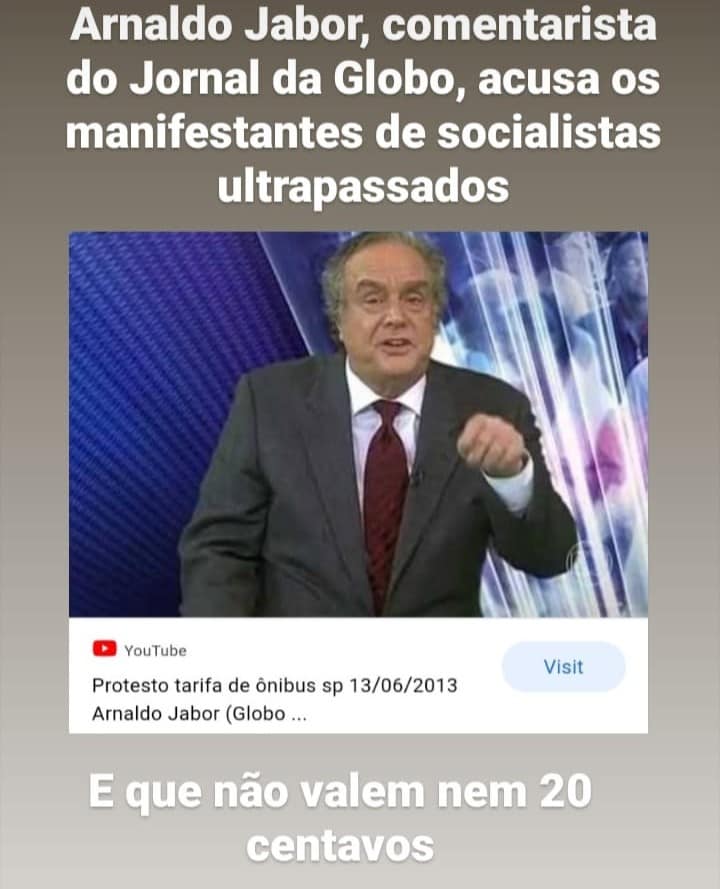 Arnaldo Jabor, comentarista
do Jornal da Globo, acusa os
manifestantes de socialistas
ultrapassados
YouTube
Visit
Protesto tarifa de ônibus sp 13/06/2013
Arnaldo Jabor (Globo ...
E que não valem nem 20
centavos